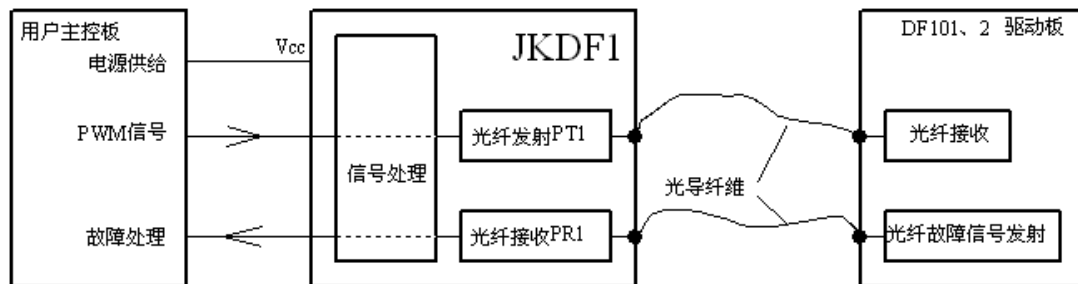 用户主控板
电源供给
Vcc
PWM信号
故障处理
JKDF1
信号处理
光纤发射PT1
光纤接收PR1
光导纤维
DF101、2 驱动板
光纤接收
光纤故障信号发射